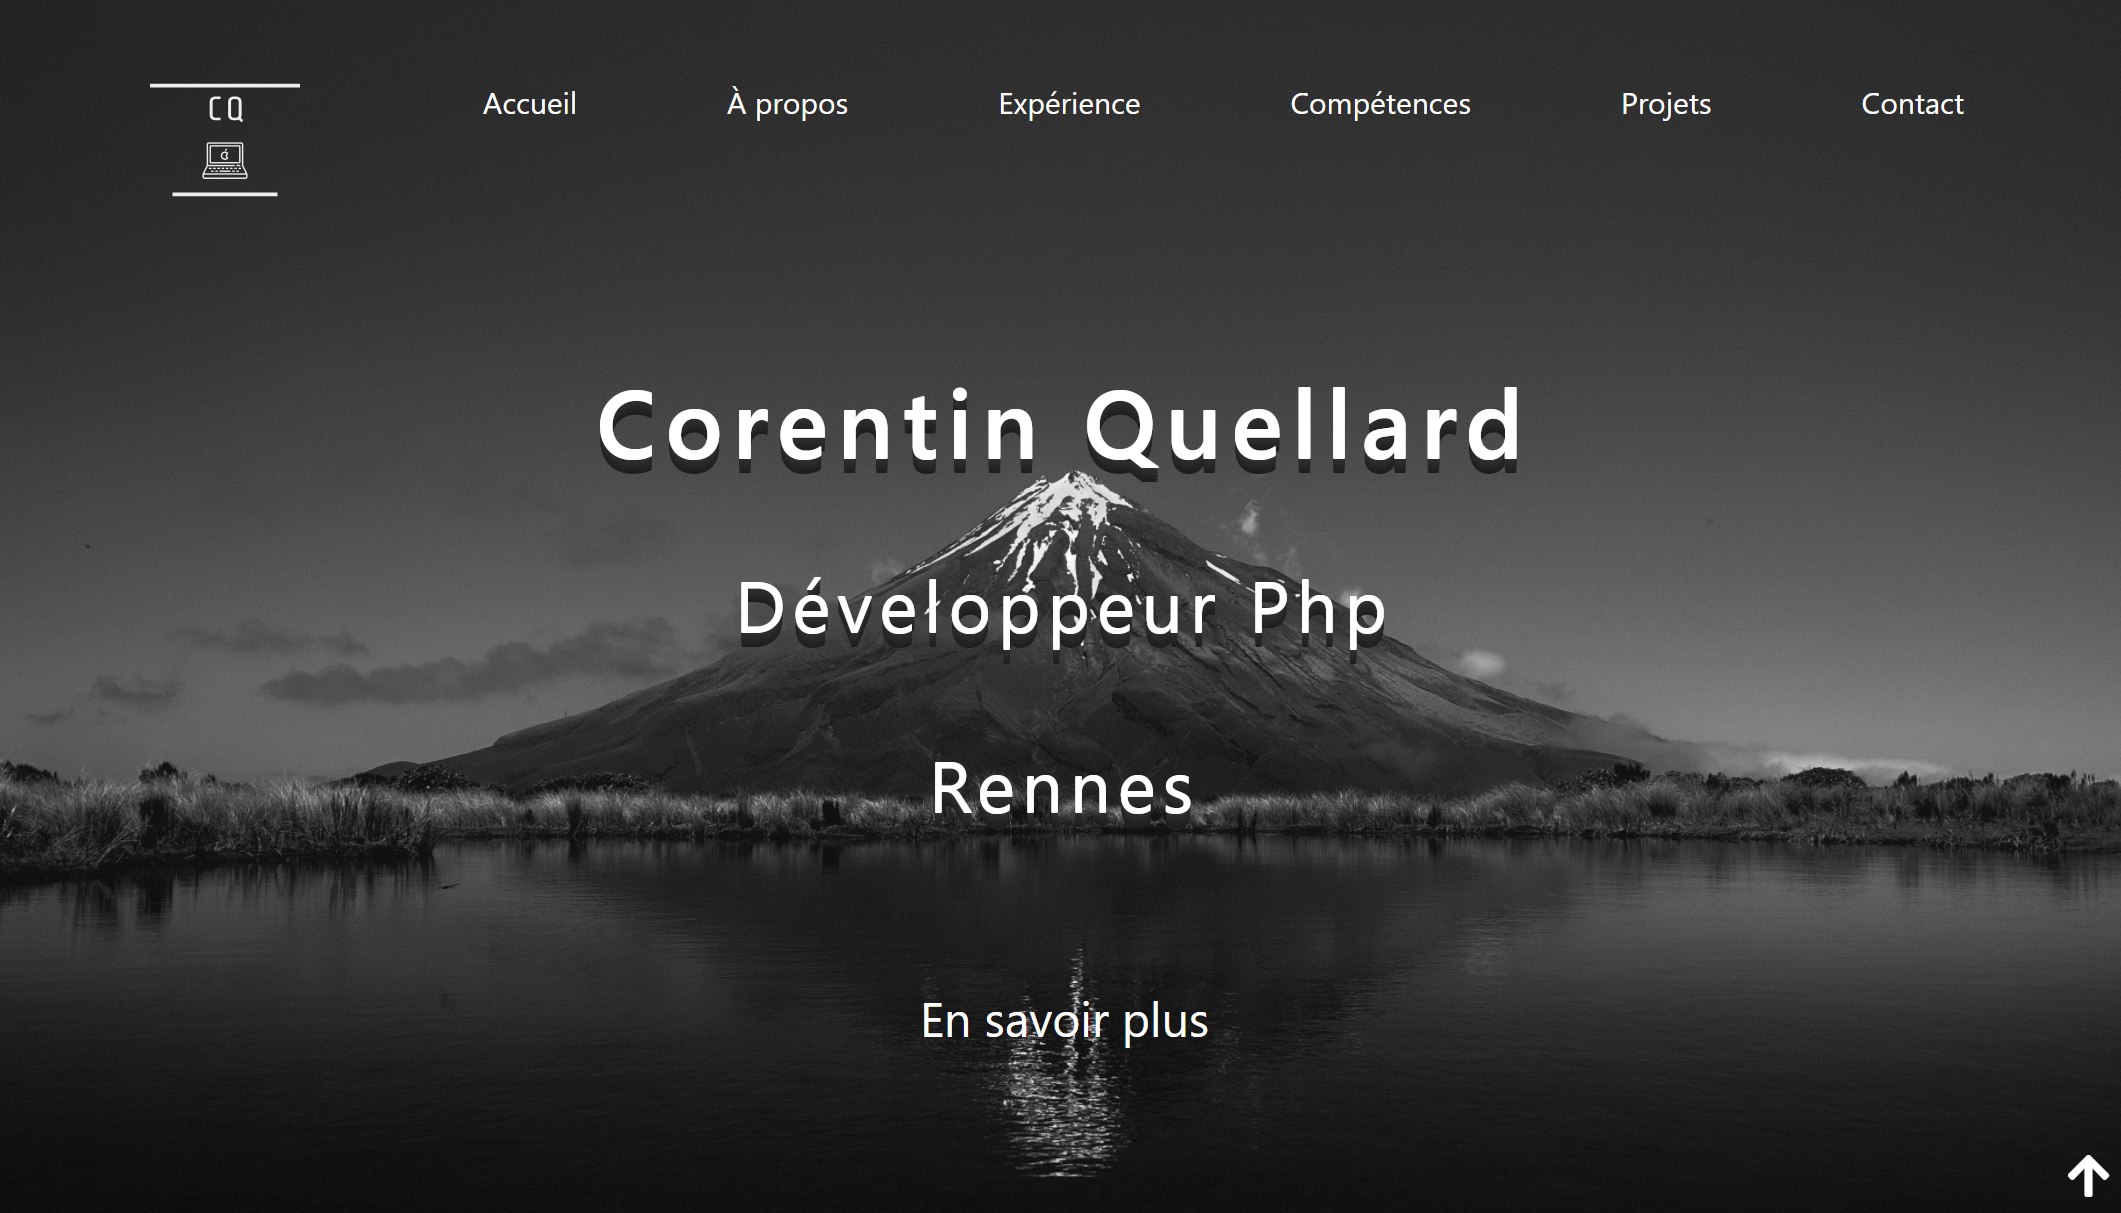 CQ
Accueil
À propos
Expérience
Compétences
Projets
Contact
Corentin Quellard
Développeur Php
Rennes
En savoir plus